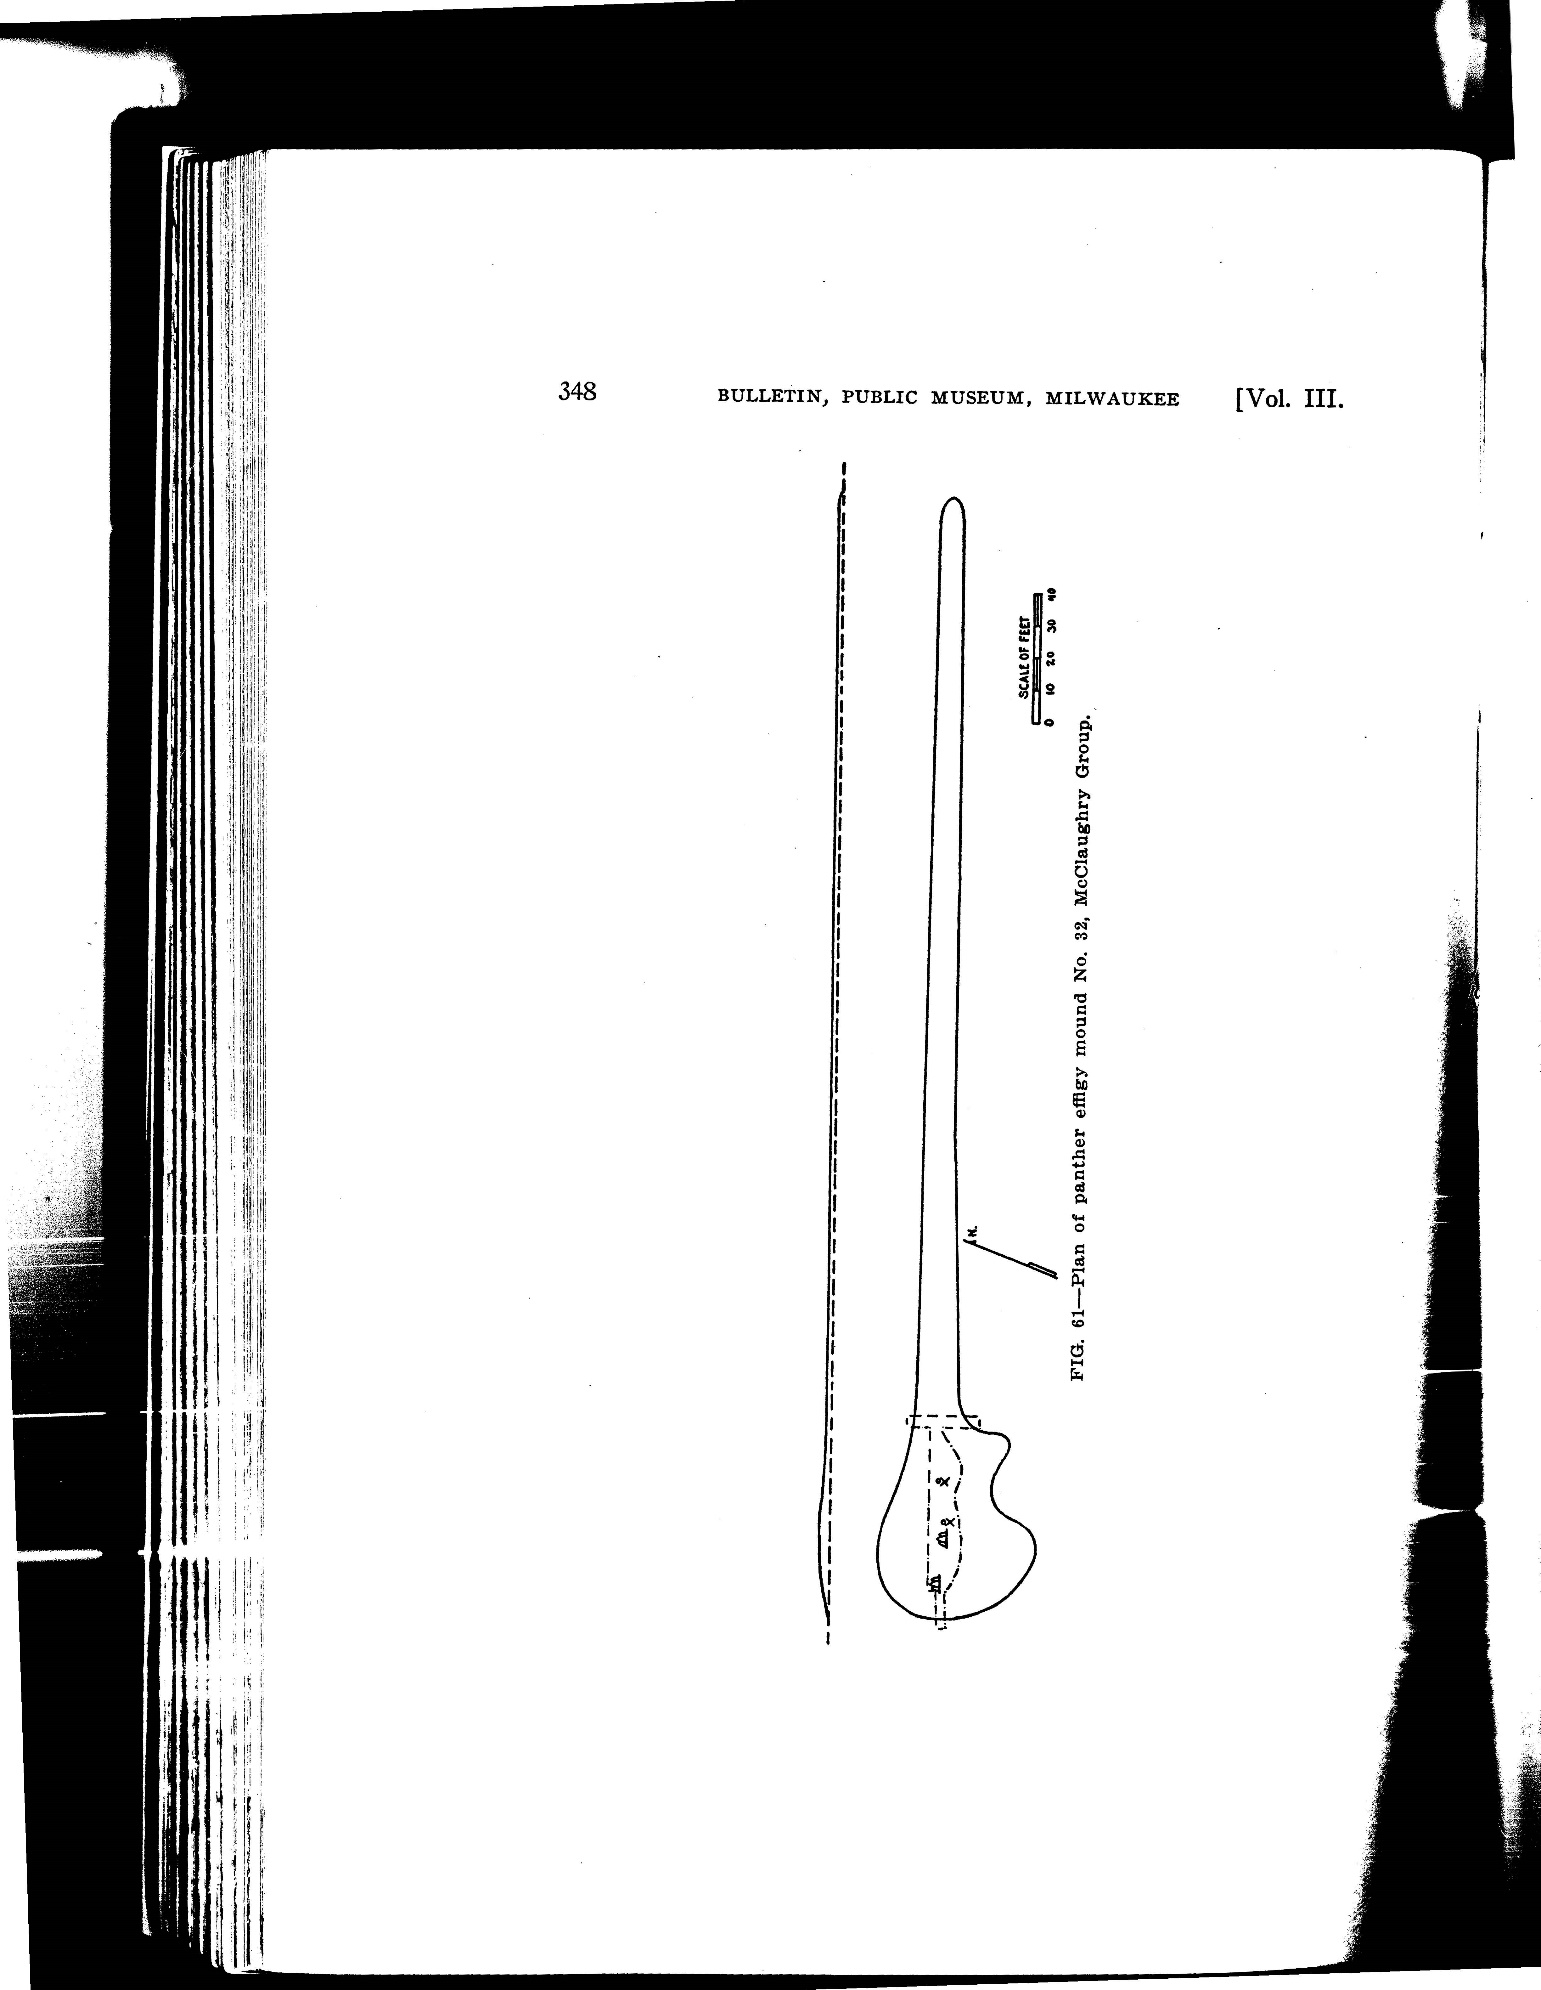 348 BULLETIN, PUBLIC MUSEUM, MILWAUKEE [Vol. III.
SCALE OF FEET
0 10 20 30 40
N.
FIG. 61—Plan of panther effigy mound No. 32, McClaughry Group.